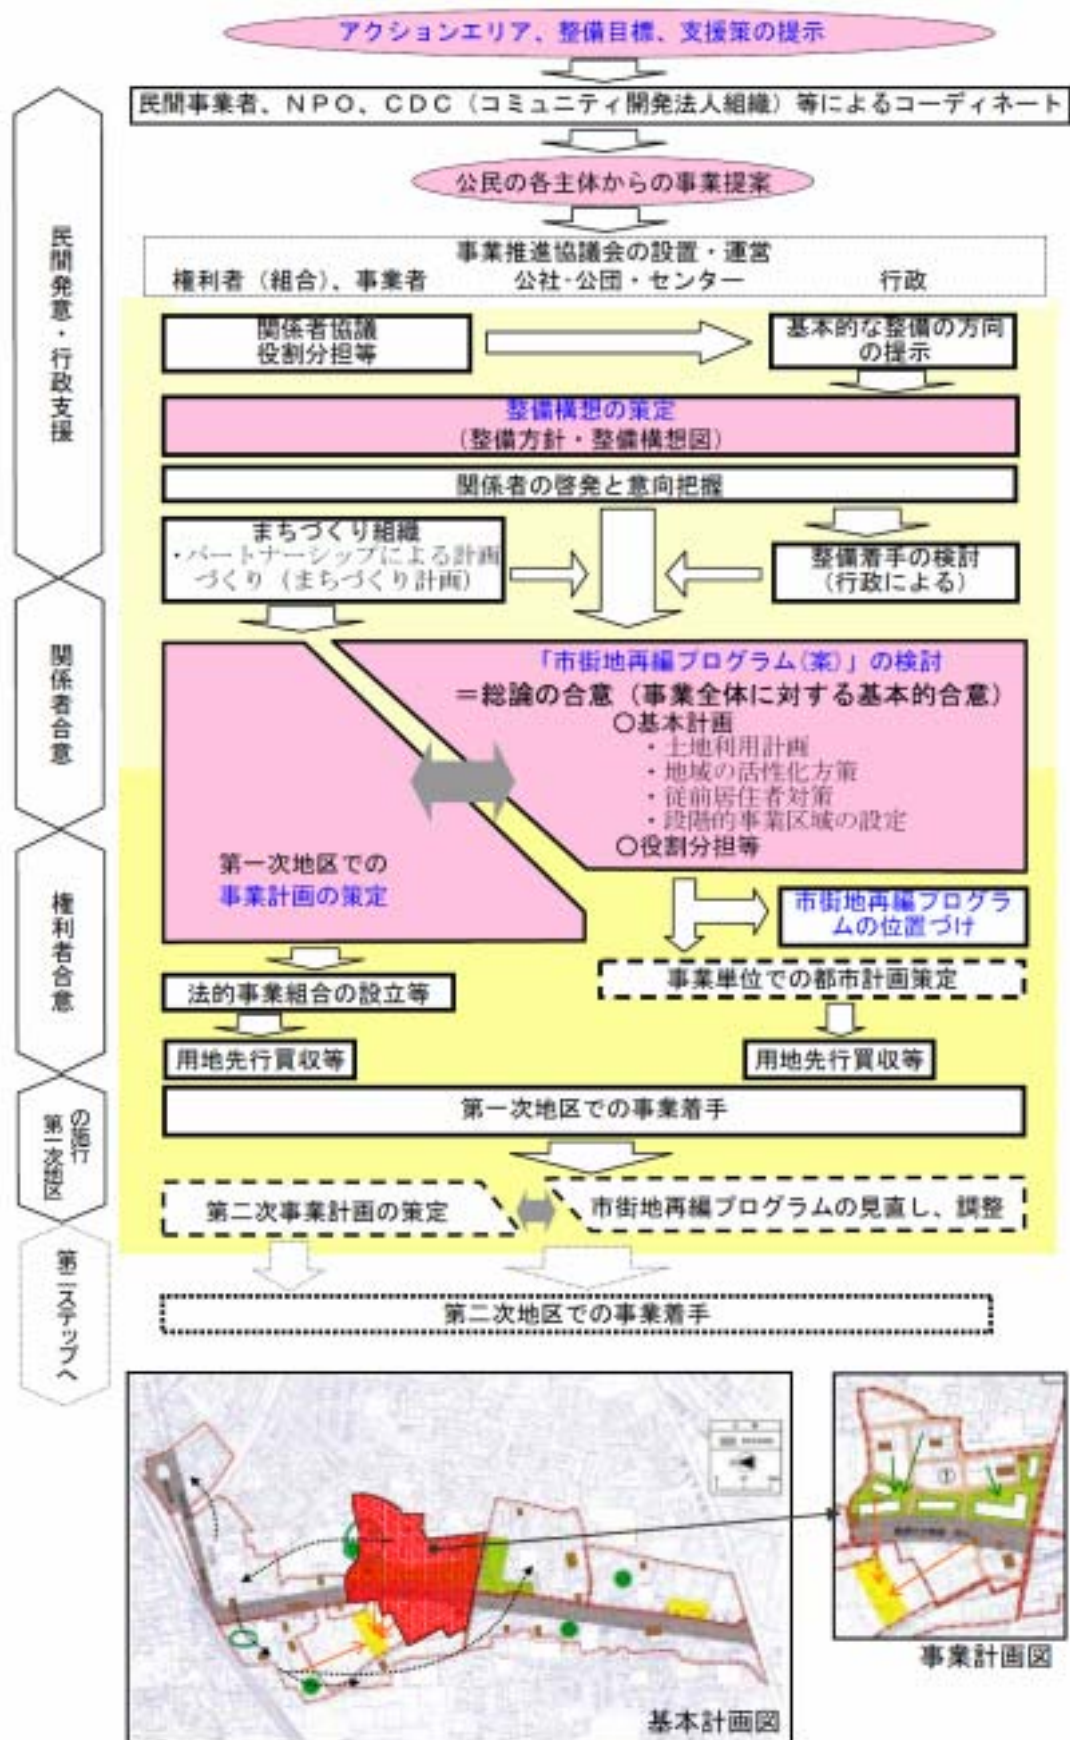 アクションエリア、整備目標、支援策の提示
民間事業者、NPO、CDC（コミュニティ開発法人組織）等によるコーディネート
公民の各主体からの事業提案
事業推進協議会の設置・運営
権利者（組合）、事業者
公社・公団・センター
行政
民間発意・行政支援
関係者協議
役割分担等
基本的な整備の方向
の提示
整備構想の策定
（整備方針・整備構想図）
関係者の啓発と意向把握
まちづくり組織
・パートナーシップによる計画
づくり（まちづくり計画）
整備着手の検討
（行政による）
関係者合意
「市街地再編プログラム（案）」の検討
＝総論の合意（事業全体に対する基本的合意）
○基本計画
・土地利用計画
・地域の活性化方策
・従前居住者対策
・段階的事業区域の設定
○役割分担等
第一次地区での
事業計画の策定
権利者合意
市街地再編プログラ
ムの位置づけ
法的事業組合の設立等
事業単位での都市計画策定
用地先行買収等
用地先行買収等
第一次地区
の施行
第一次地区での事業着手
第二次事業計画の策定
市街地再編プログラムの見直し、調整
第二ステップへ
第二次地区での事業着手
①
事業計画図
基本計画図